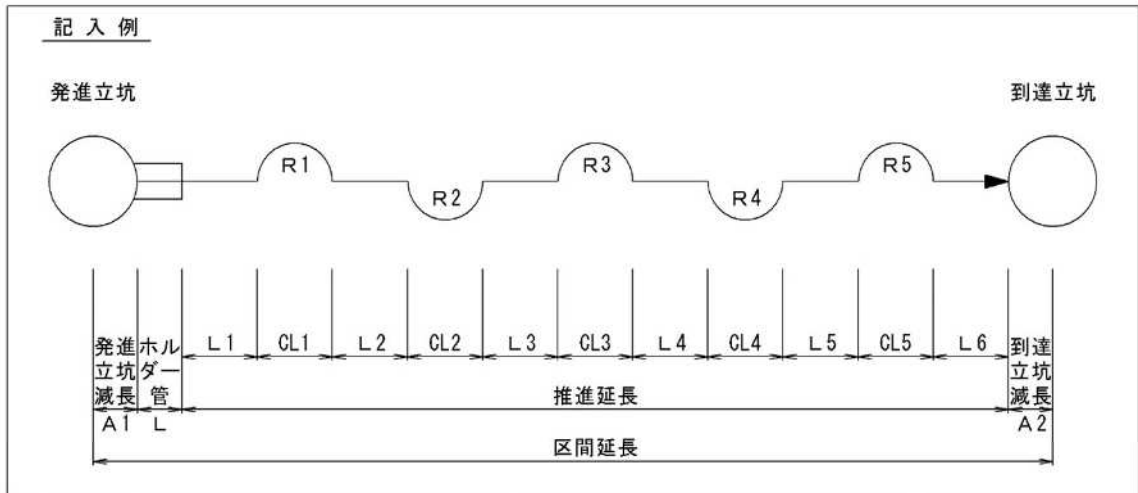 記入例
発進立坑
到達立坑
R1
R3
R5
R2
R4
L1
CL1
L2
CL2
L3
CL3
L4
CL4
L5
CL5
L6
発進
立坑
減長
A1
ホル
ダー
管
L
推進延長
到達
立坑
減長
A2
区間延長